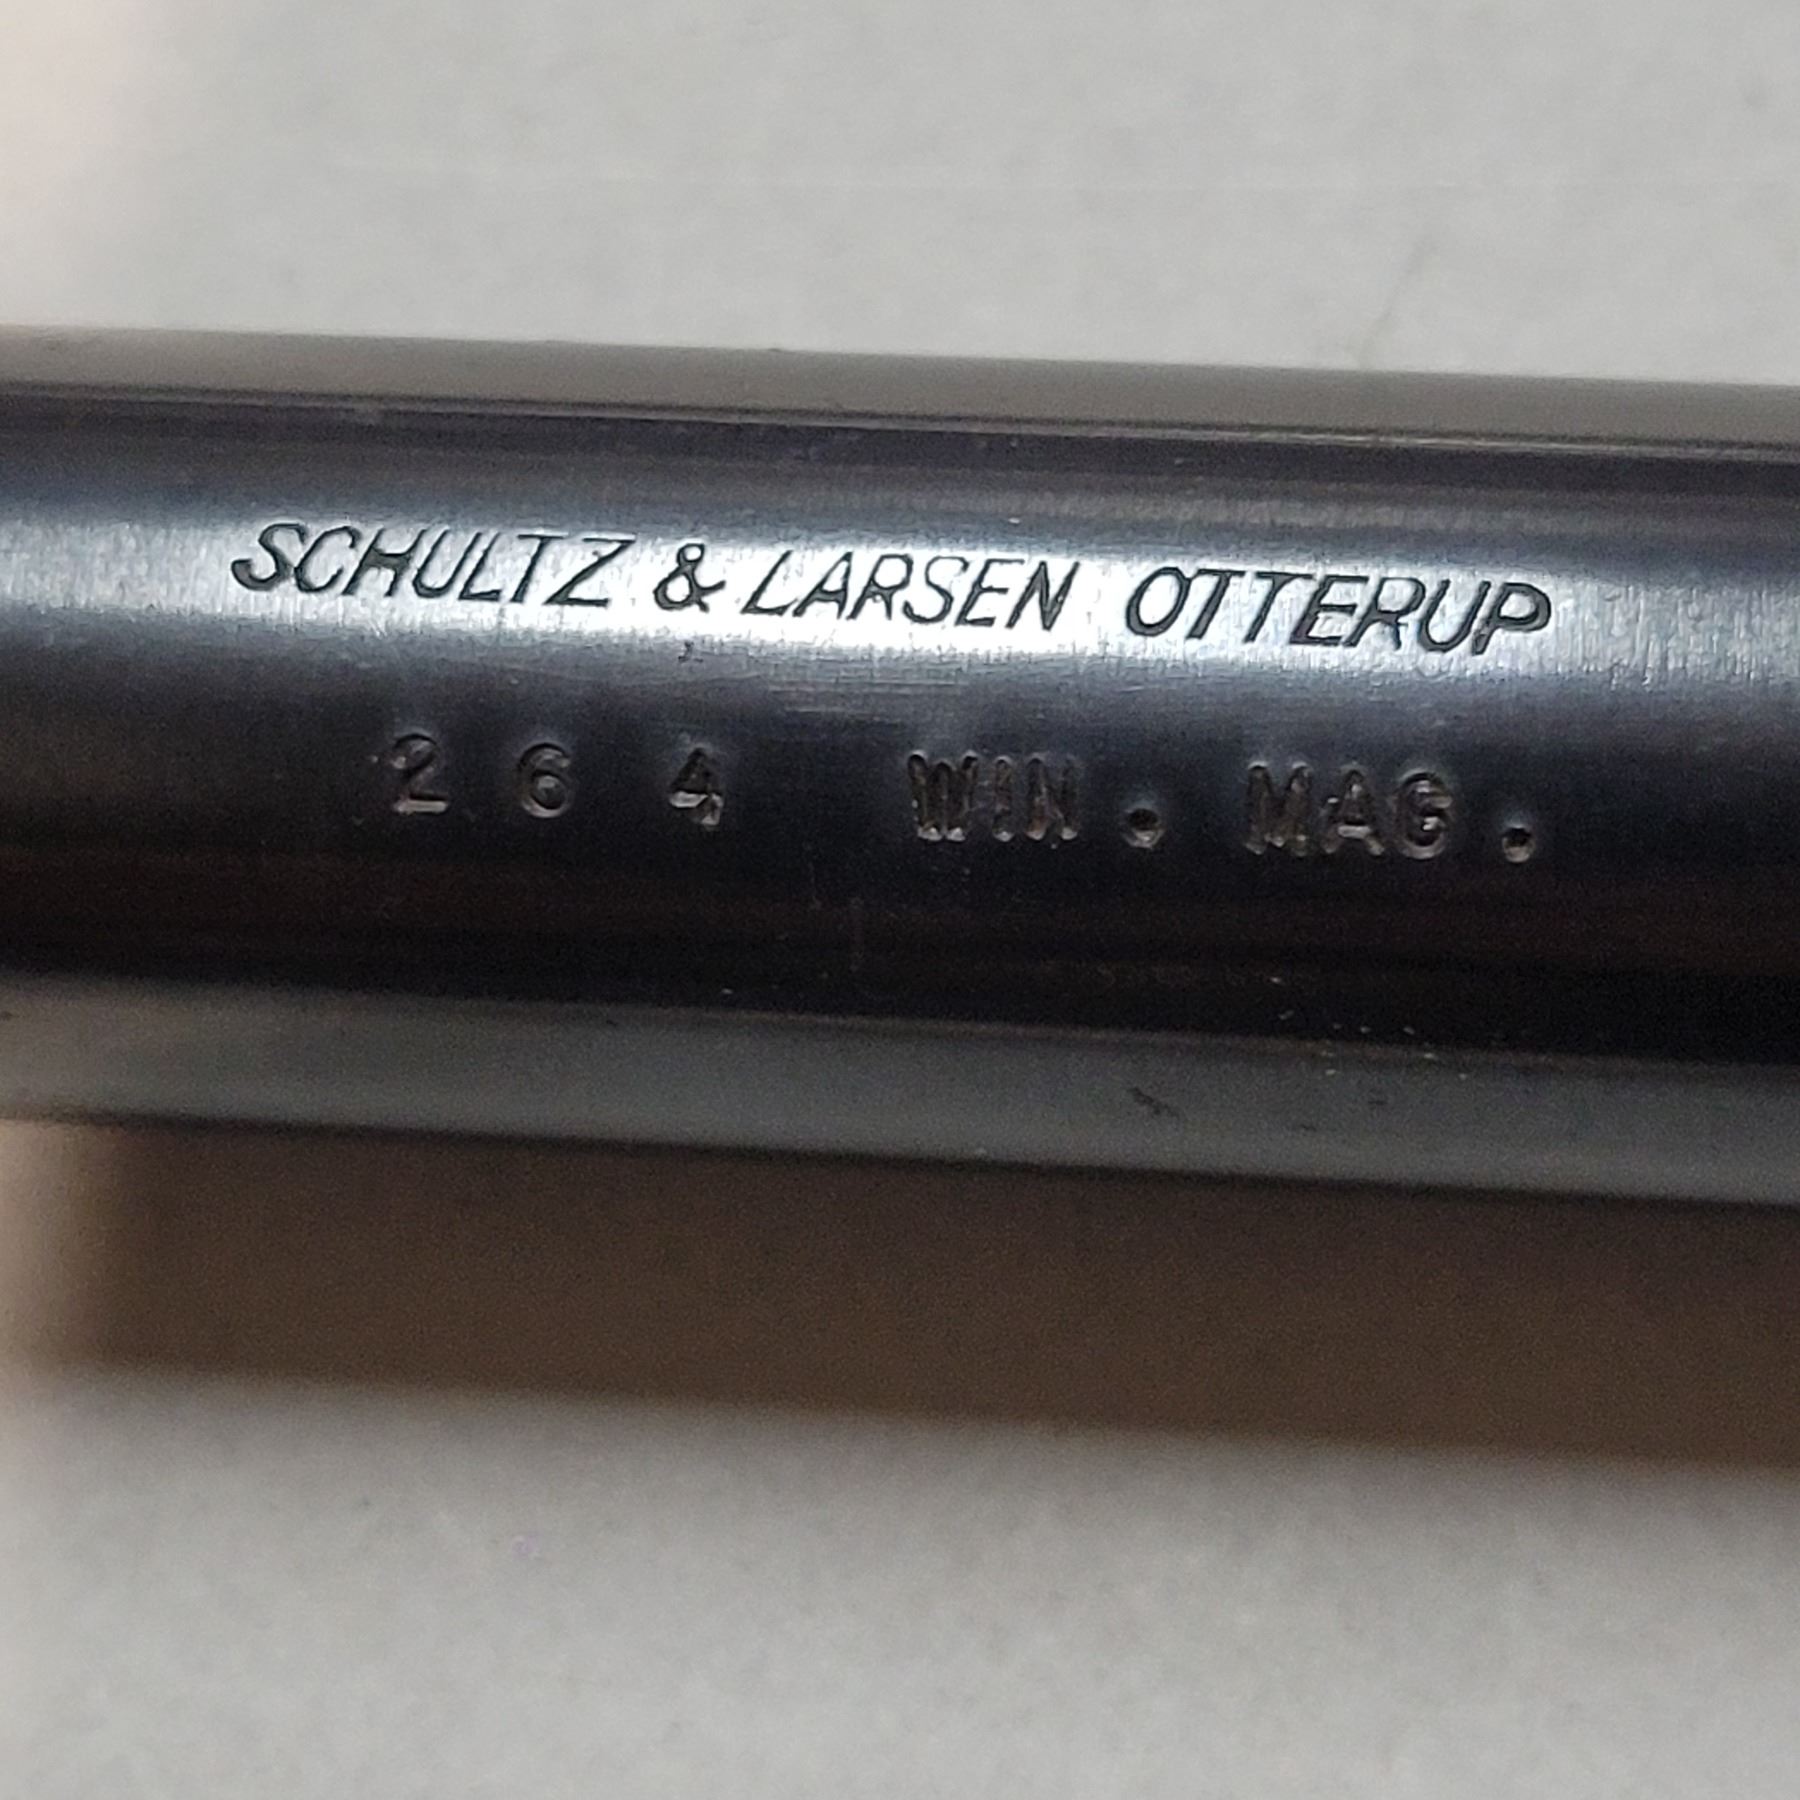 SCHULTZ & LARSEN OTTERUP
264 WIN. MAG.